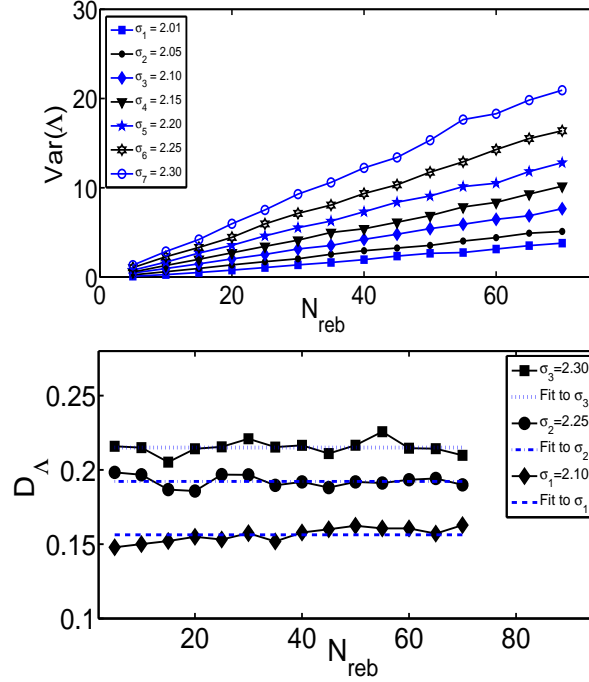 30
20
10
0
Var(Λ)
σ₁ = 2.01
σ₂ = 2.05
σ₃ = 2.10
σ₄ = 2.15
σ₅ = 2.20
σ₆ = 2.25
σ₇ = 2.30
0 20 40 60
N_reb
0.25
0.2
0.15
0.1
D_Λ
σ₃=2.30
Fit to σ₃
σ₂=2.25
Fit to σ₂
σ₁=2.10
Fit to σ₁
20 40 60 80
N_reb